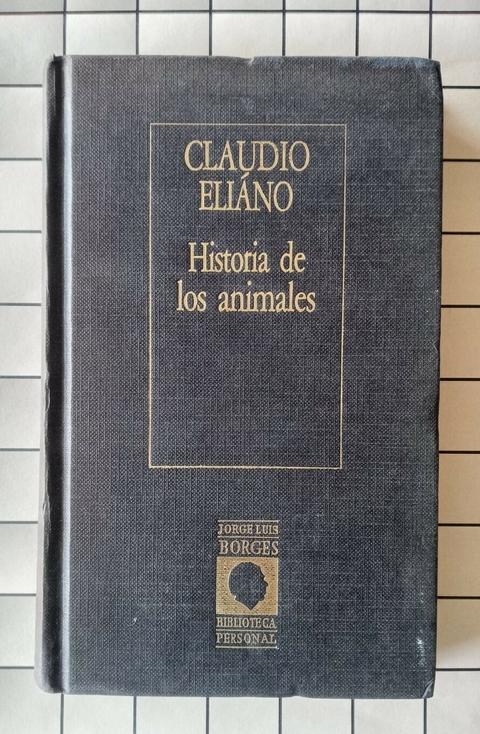 CLAUDIO
ELIÁNO
Historia de
los animales
JORGE LUIS
BORGES
BIBLIOTECA
PERSONAL